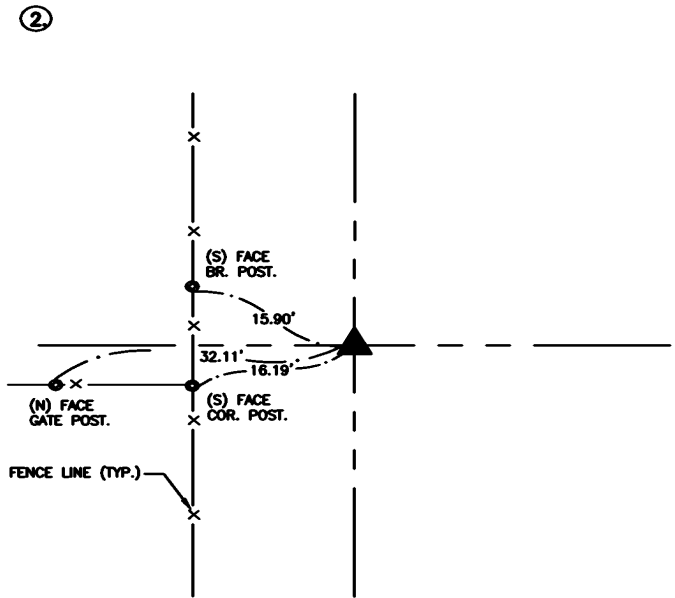 2.
(S) FACE
BR. POST.
15.90'
32.11'
16.19'
(N) FACE
GATE POST.
(S) FACE
COR. POST.
FENCE LINE (TYP.)